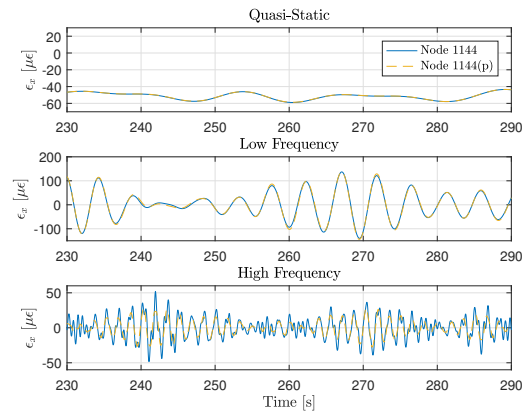 Quasi-Static
20
0
-20
-40
-60
ϵx [μϵ]
Node 1144
Node 1144(p)
230 240 250 260 270 280 290
Low Frequency
200
100
0
-100
ϵx [μϵ]
230 240 250 260 270 280 290
High Frequency
50
0
-50
ϵx [μϵ]
230 240 250 260 270 280 290
Time [s]